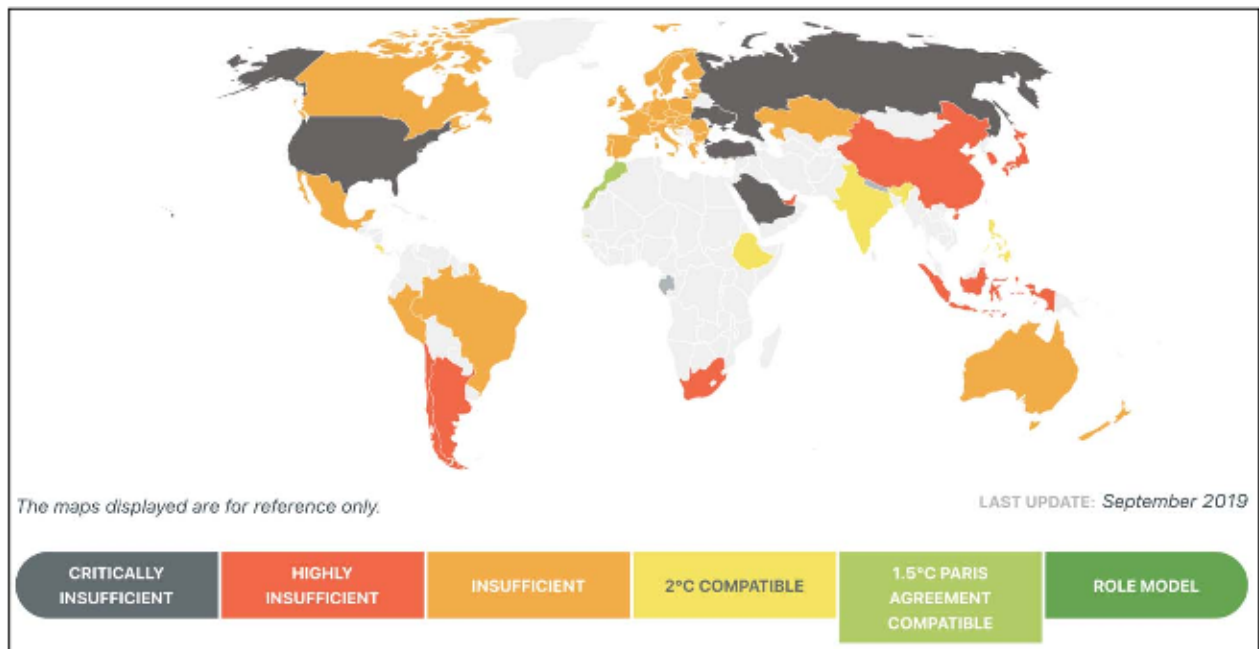 The maps displayed are for reference only.
LAST UPDATE: September 2019
CRITICALLY
INSUFFICIENT
HIGHLY
INSUFFICIENT
INSUFFICIENT
2°C COMPATIBLE
1.5°C PARIS
AGREEMENT
COMPATIBLE
ROLE MODEL